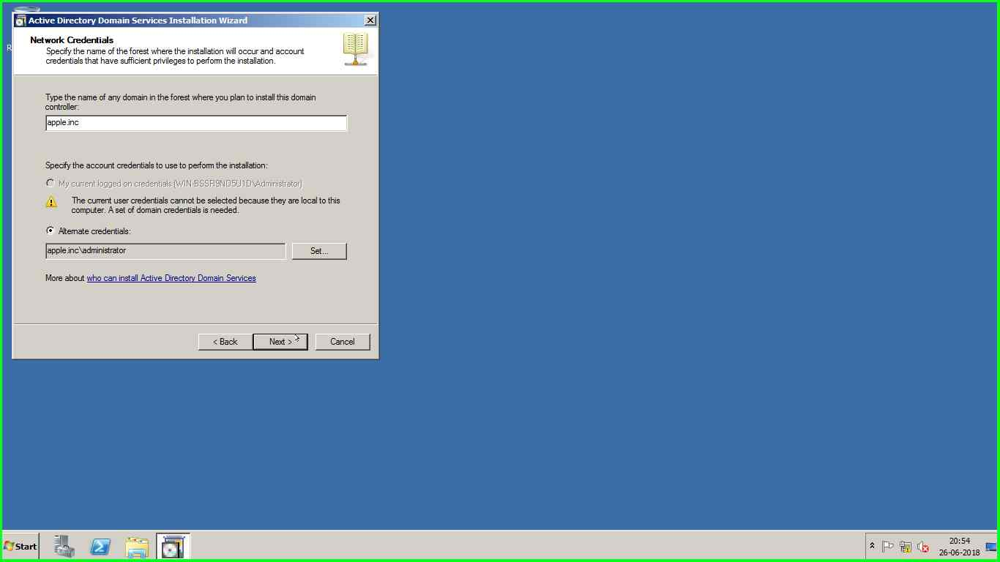 Active Directory Domain Services Installation Wizard
R
Network Credentials
Specify the name of the forest where the installation will occur and account
credentials that have sufficient privileges to perform the installation.
Type the name of any domain in the forest where you plan to install this domain
controller:
apple.inc
Specify the account credentials to use to perform the installation:
My current logged on credentials (WIN-BSSFI9ND5U1D\Administrator)
The current user credentials cannot be selected because they are local to this
computer. A set of domain credentials is needed.
Alternate credentials:
apple.inc\administrator
Set...
More about who can install Active Directory Domain Services
< Back
Next >
Cancel
Start
20:54
26-06-2018